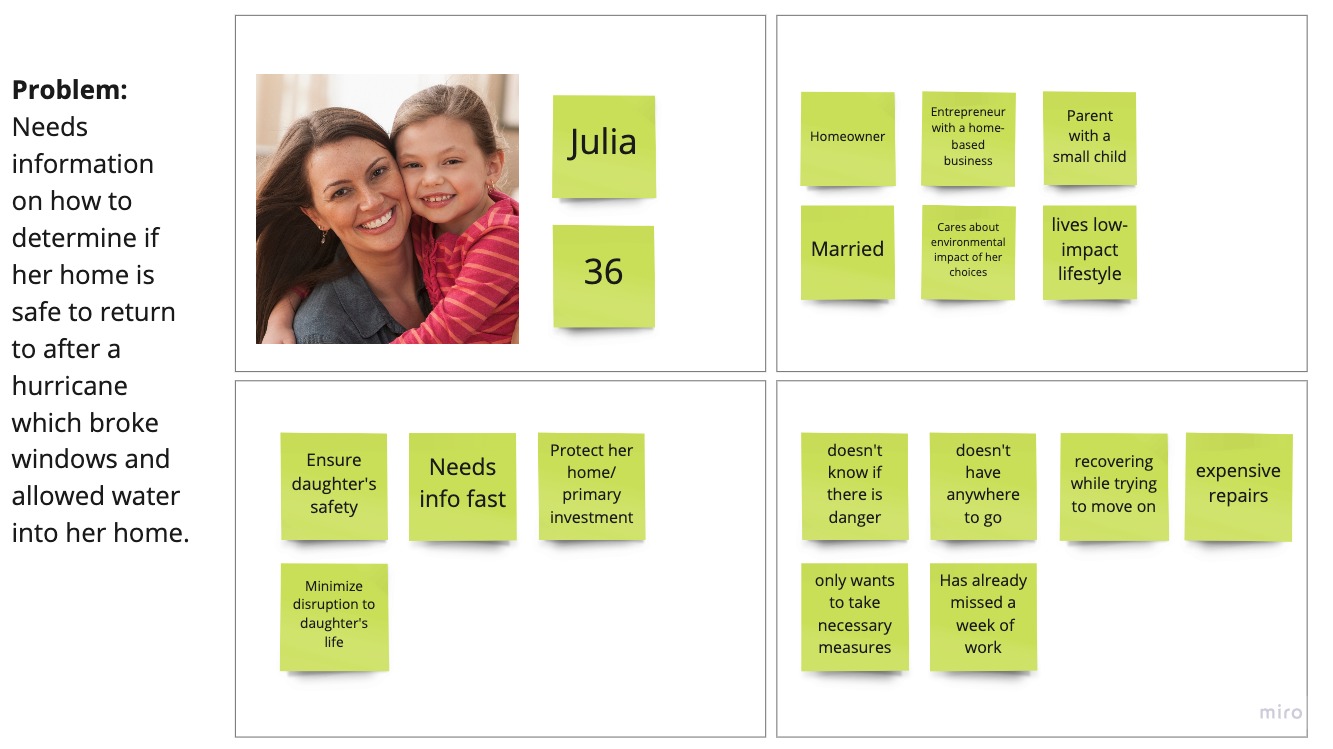 Problem:
Needs
information
on how to
determine if
her home is
safe to return
to after a
hurricane
which broke
windows and
allowed water
into her home.
Julia
36
Homeowner
Entrepreneur
with a home-
based
business
Parent
with a
small child
Married
Cares about
environmental
impact of her
choices
lives low-
impact
lifestyle
Ensure
daughter's
safety
Needs
info fast
Protect her
home/
primary
investment
Minimize
disruption to
daughter's
life
doesn't
know if
there is
danger
doesn't
have
anywhere
to go
recovering
while trying
to move on
expensive
repairs
only wants
to take
necessary
measures
Has already
missed a
week of
work
miro